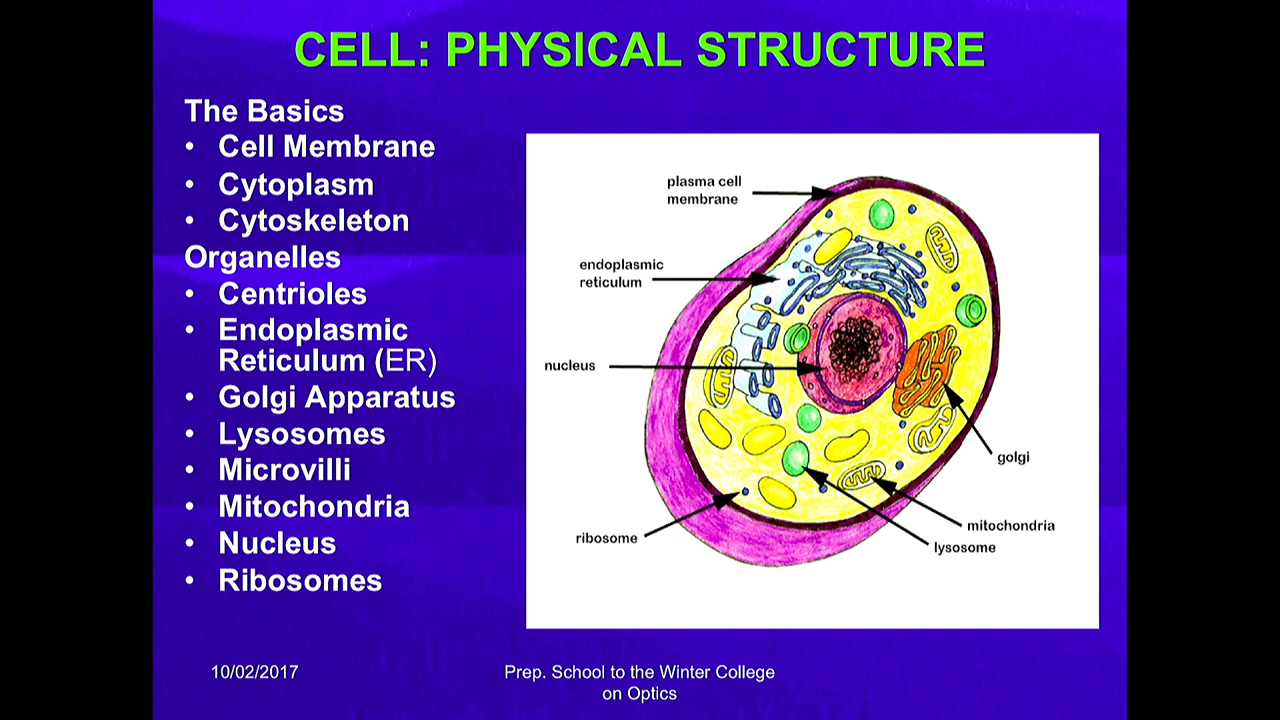 CELL: PHYSICAL STRUCTURE
The Basics
• Cell Membrane
• Cytoplasm
• Cytoskeleton
Organelles
• Centrioles
• Endoplasmic
Reticulum (ER)
• Golgi Apparatus
• Lysosomes
• Microvilli
• Mitochondria
• Nucleus
• Ribosomes
plasma cell
membrane
endoplasmic
reticulum
nucleus
golgi
ribosome
mitochondria
lysosome
10/02/2017
Prep. School to the Winter College
on Optics